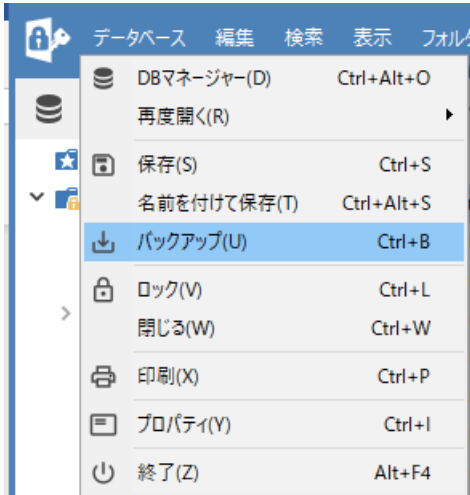 データベース 編集 検索 表示 フォルダ
DBマネージャー(D) Ctrl+Alt+O
再度開く(R)
保存(S) Ctrl+S
名前を付けて保存(T) Ctrl+Alt+S
バックアップ(U) Ctrl+B
ロック(V) Ctrl+L
閉じる(W) Ctrl+W
印刷(X) Ctrl+P
プロパティ(Y) Ctrl+I
終了(Z) Alt+F4